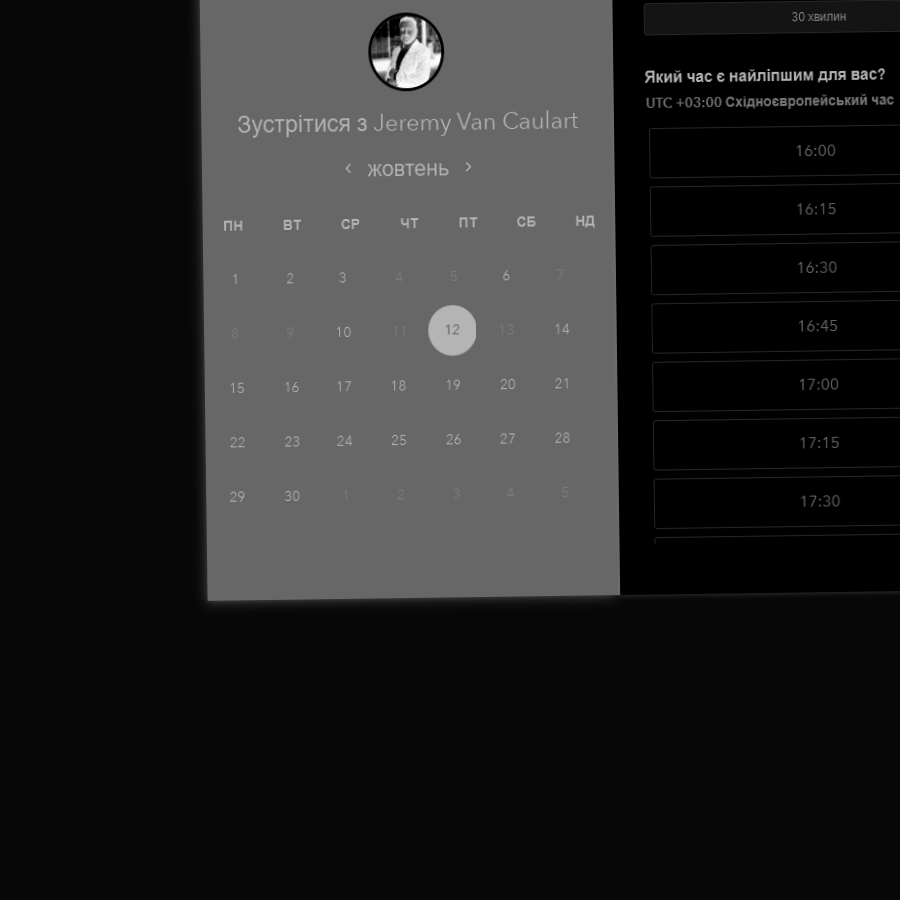 Зустрітися з Jeremy Van Caulart
‹ жовтень ›
ПН ВТ СР ЧТ ПТ СБ НД
1 2 3 4 5 6 7
8 9 10 11 12 13 14
15 16 17 18 19 20 21
22 23 24 25 26 27 28
29 30 1 2 3 4 5
30 хвилин
Який час є найліпшим для вас?
UTC +03:00 Східноєвропейський час
16:00
16:15
16:30
16:45
17:00
17:15
17:30